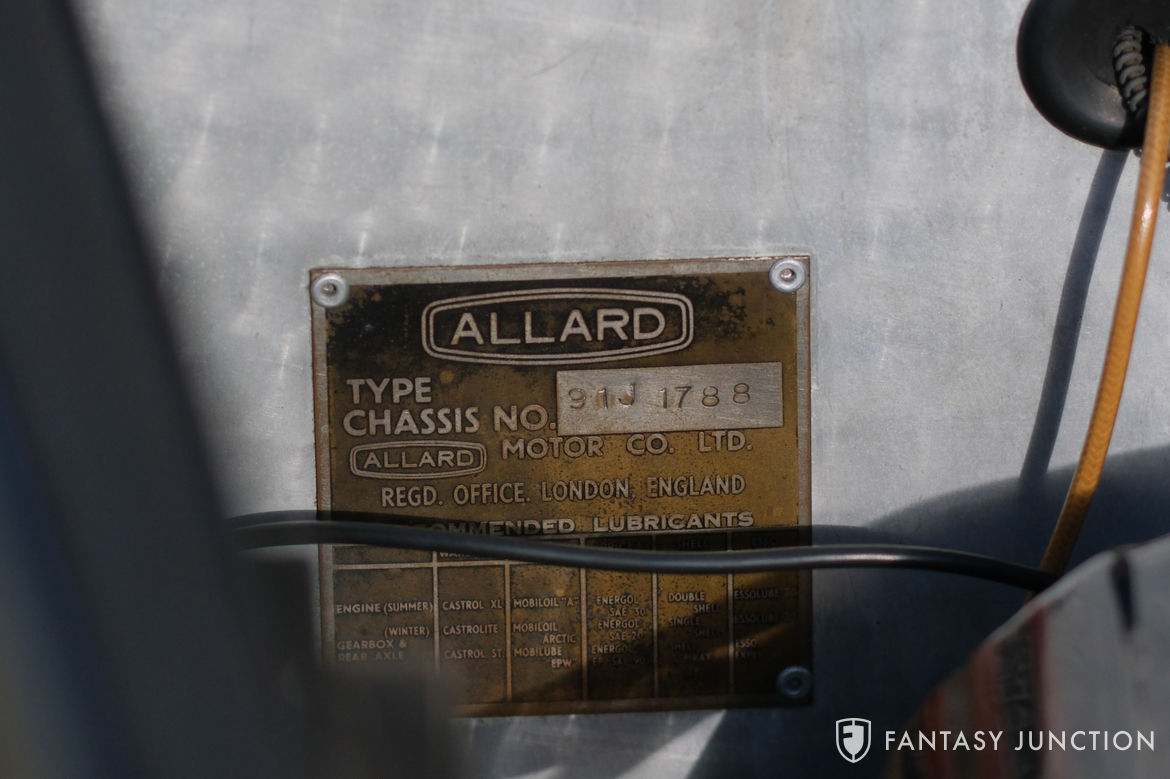 ALLARD
TYPE
CHASSIS NO. 91J 1788
ALLARD MOTOR CO. LTD.
REGD. OFFICE. LONDON, ENGLAND
LUBRICANTS
ENGINE (SUMMER) CASTROL XL MOBILOIL "A" ENERGOL SAE 30 DOUBLE SHELL
(WINTER) CASTROLITE MOBILOIL ARCTIC ENERGOL SAE 20 SINGLE SHELL
GEARBOX & REAR AXLE CASTROL ST. MOBILUBE EPW" ENERGOL
FANTASY JUNCTION